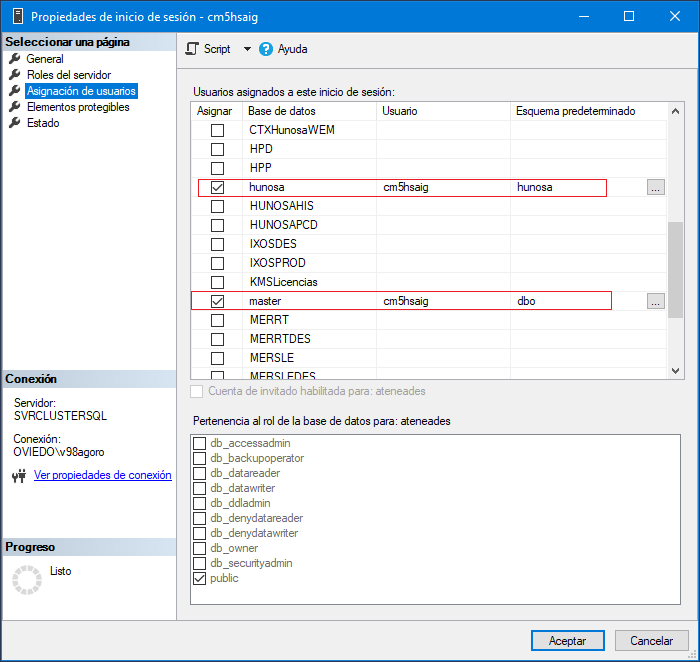 Propiedades de inicio de sesión - cm5hsaig
Seleccionar una página
General
Roles del servidor
Asignación de usuarios
Elementos protegibles
Estado
Script
Ayuda
Usuarios asignados a este inicio de sesión:
Asignar Base de datos Usuario Esquema predeterminado
CTXHunosaWEM
HPD
HPP
hunosa cm5hsaig hunosa ...
HUNOSAHIS
HUNOSAPCD
IXOSDES
IXOSPROD
KMSLicencias
master cm5hsaig dbo ...
MERRT
MERRTDES
MERSLE
MERSLEDES
Cuenta de invitado habilitada para: ateneades
Pertenencia al rol de la base de datos para: ateneades
db_accessadmin
db_backupoperator
db_datareader
db_datawriter
db_ddladmin
db_denydatareader
db_denydatawriter
db_owner
db_securityadmin
public
Conexión
Servidor:
SVRCLUSTERSQL
Conexión:
OVIEDO\v98agoro
Ver propiedades de conexión
Progreso
Listo
Aceptar
Cancelar